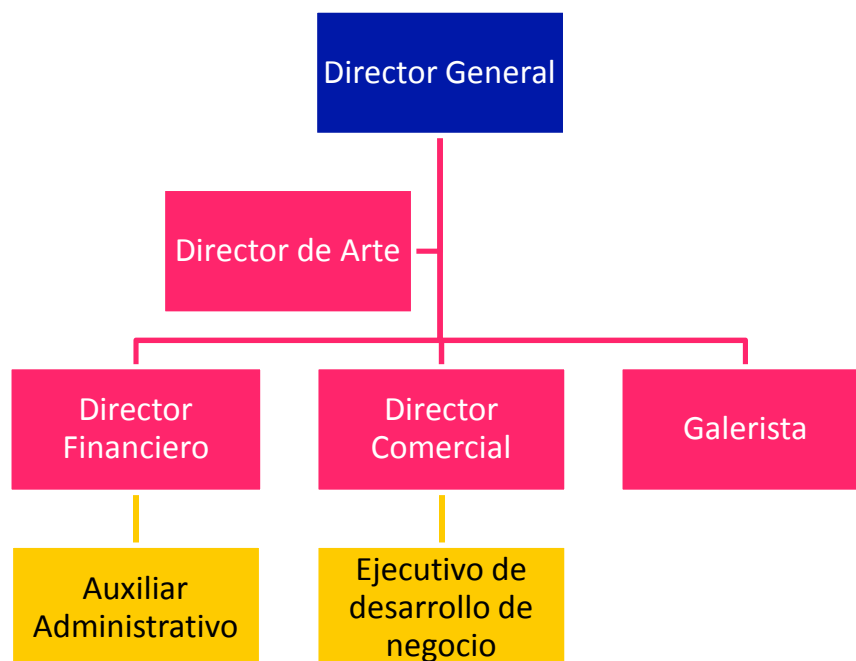 Director General
Director de Arte
Director
Financiero
Director
Comercial
Galerista
Auxiliar
Administrativo
Ejecutivo de
desarrollo de
negocio